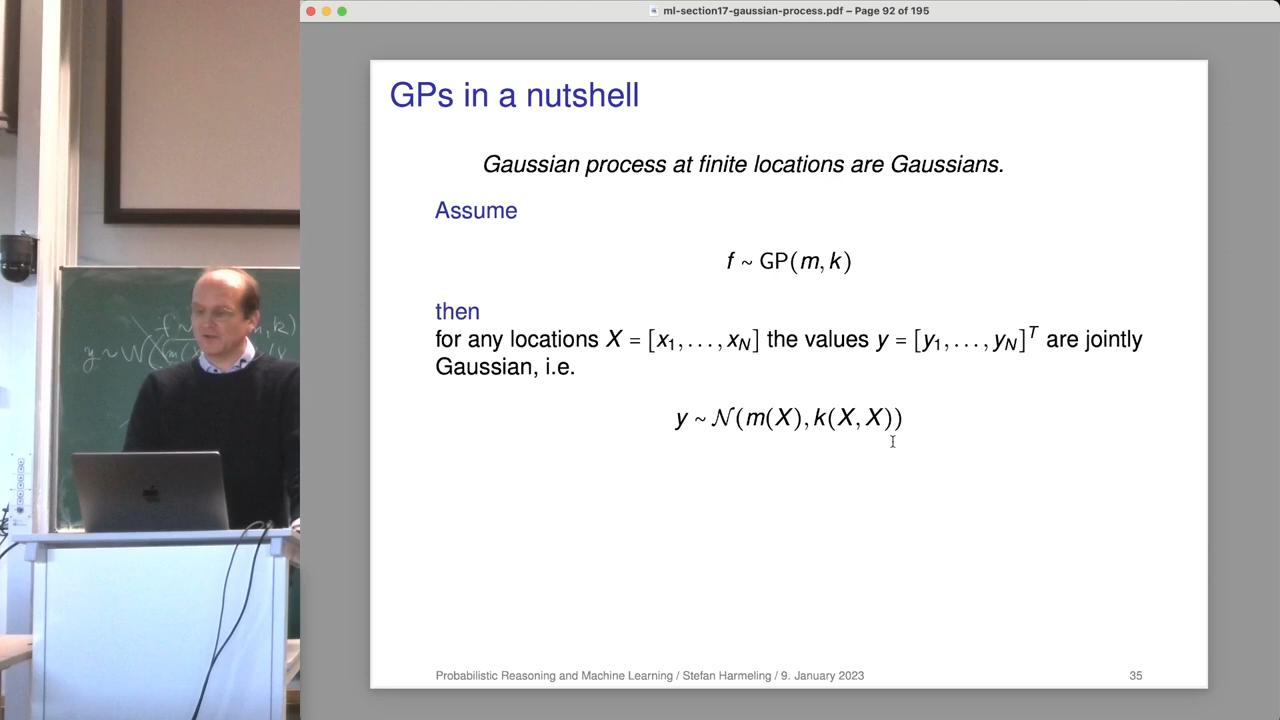 ml-section17-gaussian-process.pdf – Page 92 of 195
GPs in a nutshell
Gaussian process at finite locations are Gaussians.
Assume
f ~ GP(m, k)
then
for any locations X = [x₁, . . . , x_N] the values y = [y₁, . . . , y_N]ᵀ are jointly
Gaussian, i.e.
y ~ 𝒩(m(X), k(X, X))
Probabilistic Reasoning and Machine Learning / Stefan Harmeling / 9. January 2023
35